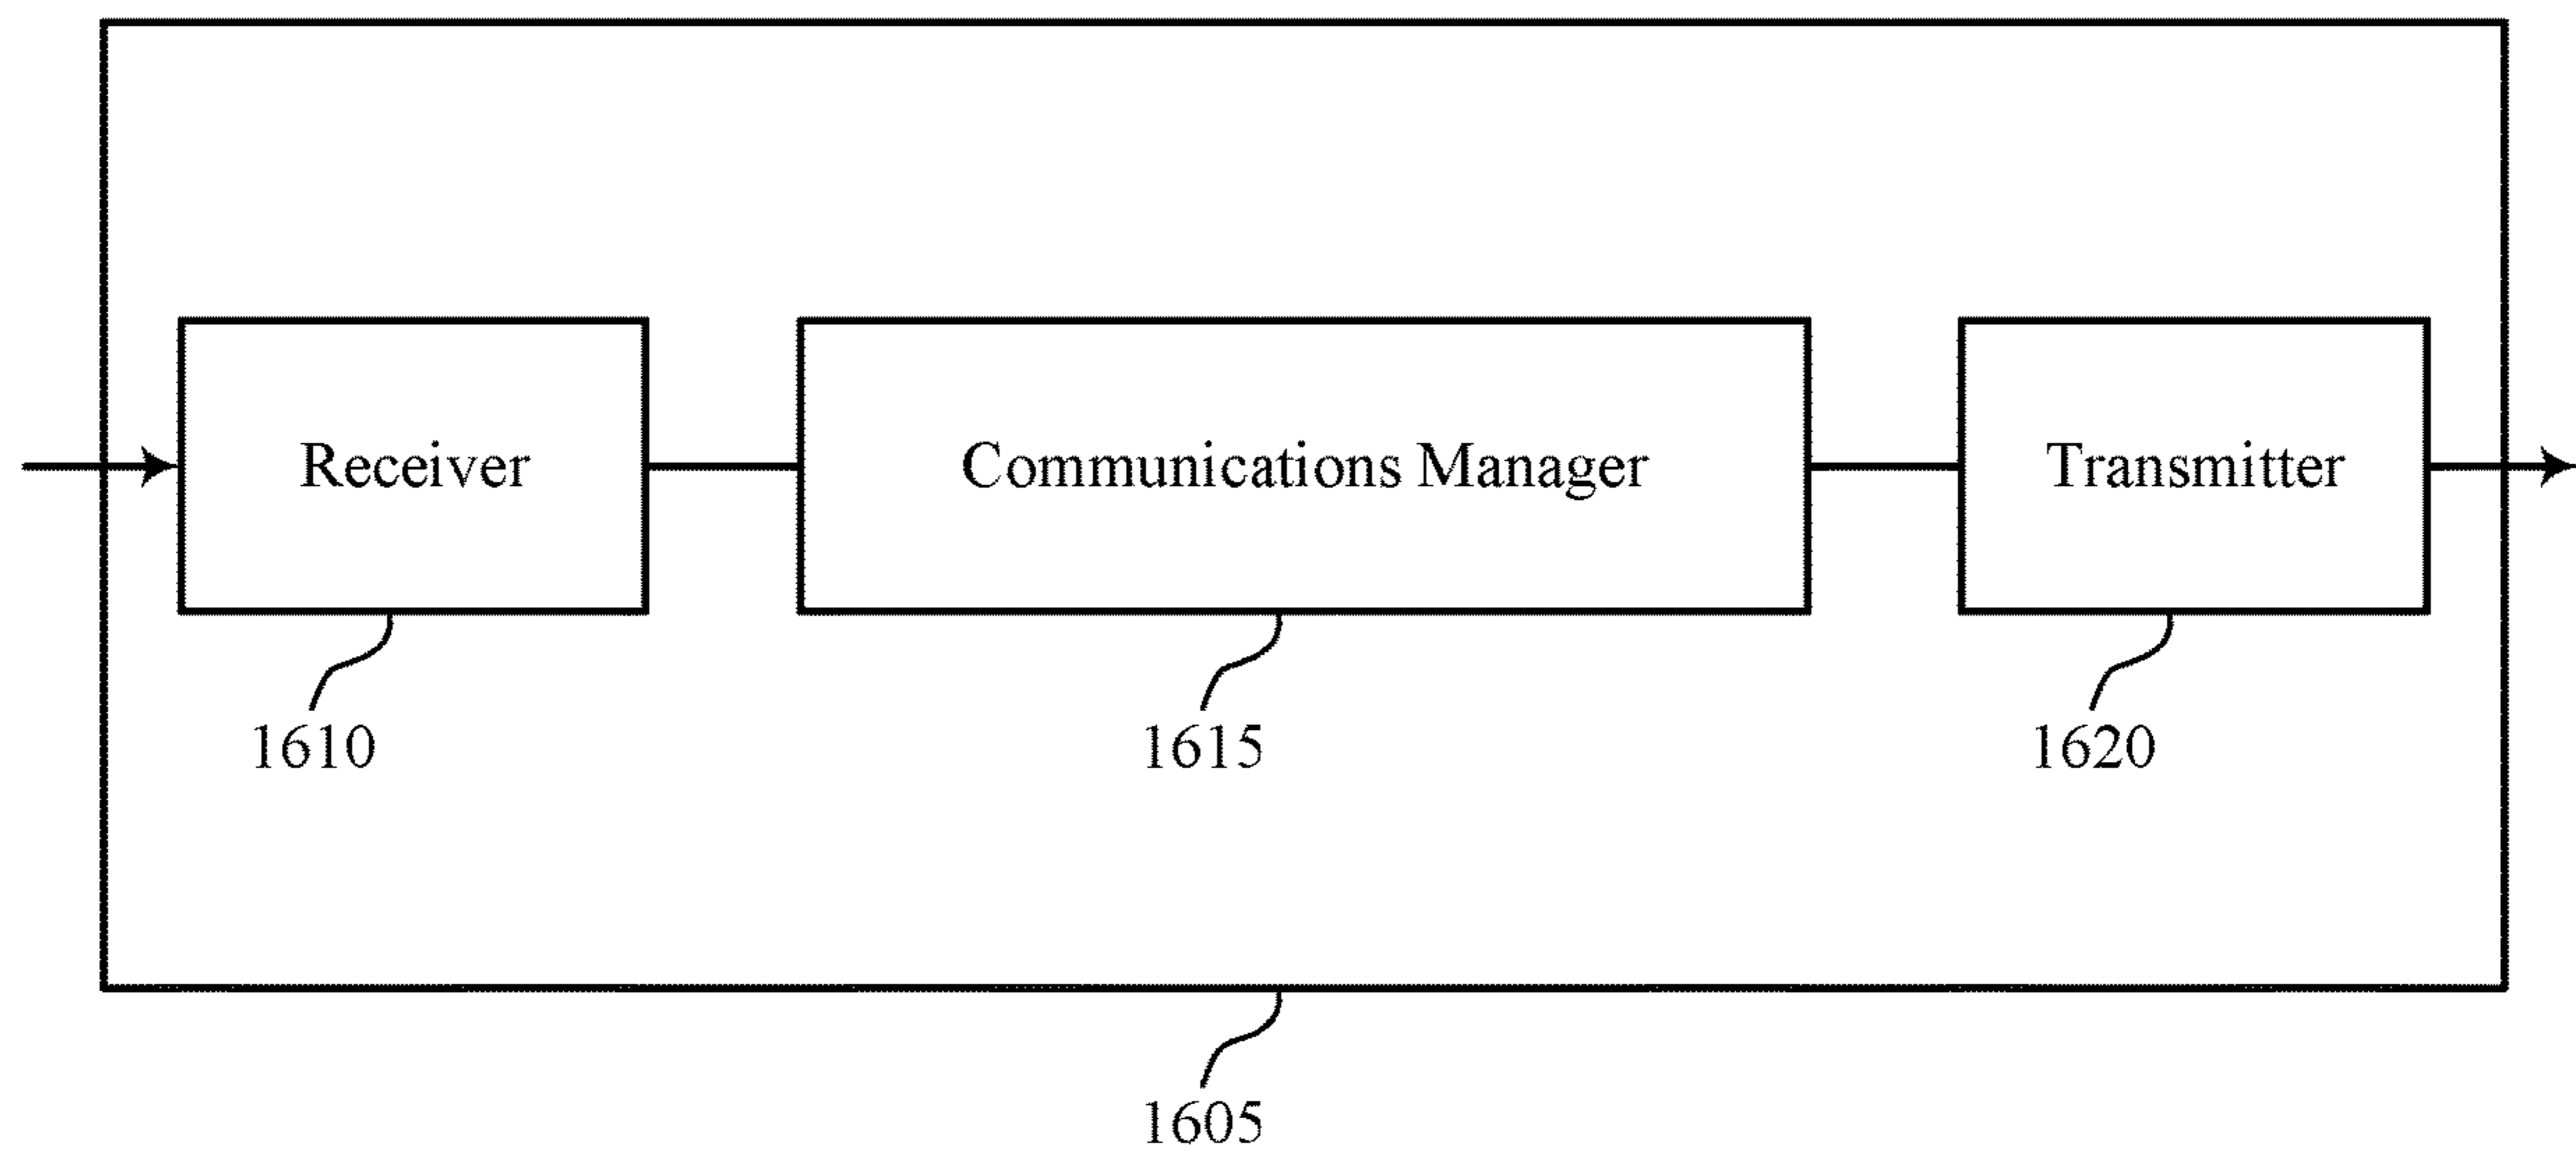 Receiver
Communications Manager
Transmitter
1610
1615
1620
1605